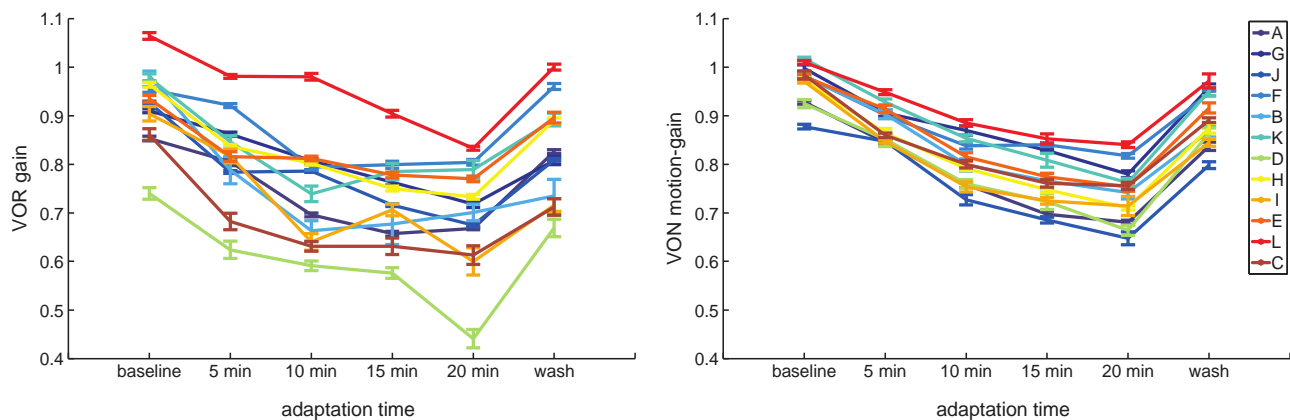 1.1
1
0.9
0.8
0.7
0.6
0.5
0.4
VOR gain
baseline 5 min 10 min 15 min 20 min wash
adaptation time
1.1
1
0.9
0.8
0.7
0.6
0.5
0.4
VON motion-gain
baseline 5 min 10 min 15 min 20 min wash
adaptation time
A
G
J
F
B
K
D
H
I
E
L
C